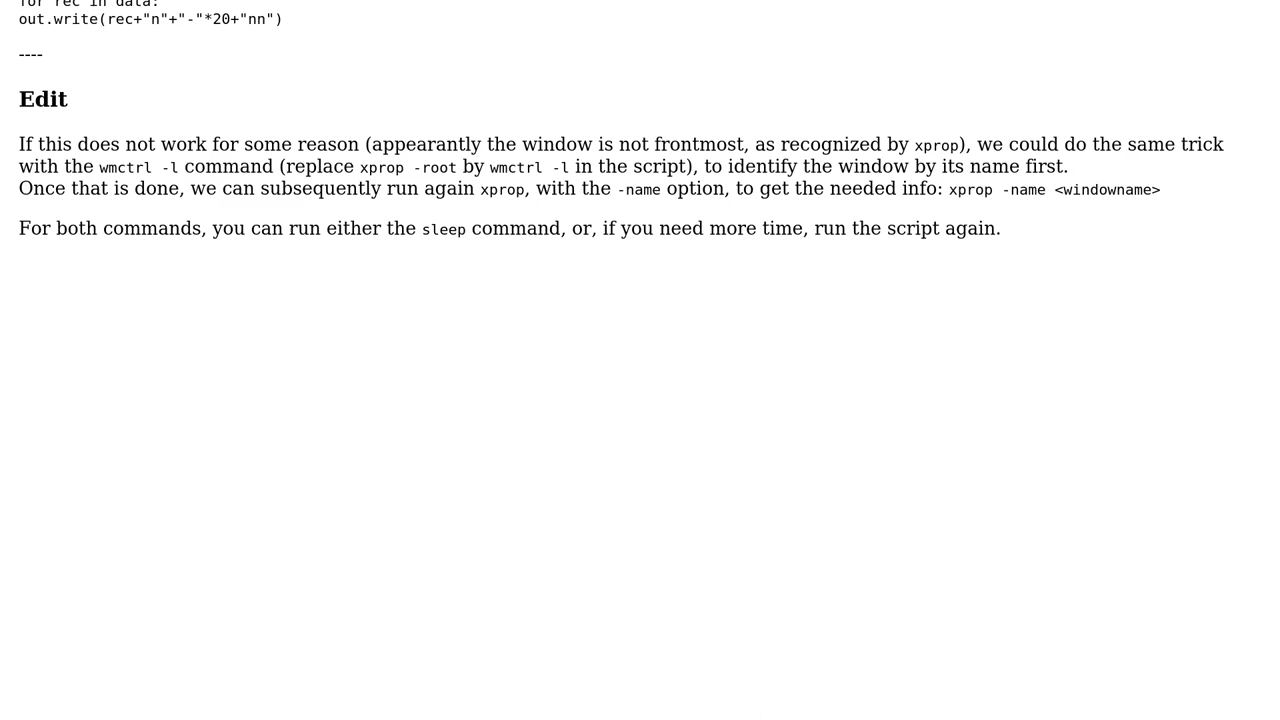 for rec in data:
out.write(rec+"n"+"-"*20+"nn")
----
Edit
If this does not work for some reason (appearantly the window is not frontmost, as recognized by xprop), we could do the same trick
with the wmctrl -l command (replace xprop -root by wmctrl -l in the script), to identify the window by its name first.
Once that is done, we can subsequently run again xprop, with the -name option, to get the needed info: xprop -name <windowname>
For both commands, you can run either the sleep command, or, if you need more time, run the script again.